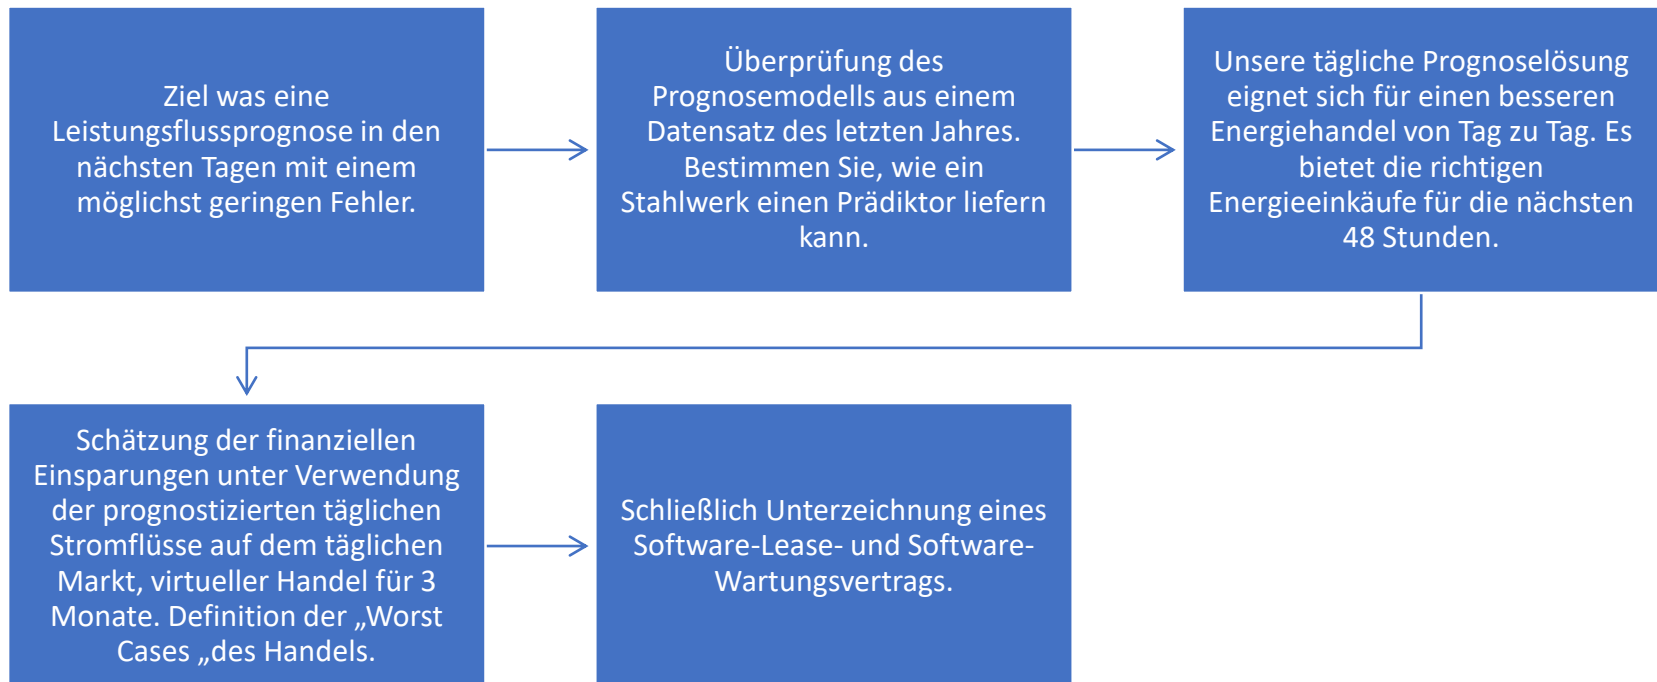 Ziel was eine
Leistungsflussprognose in den
nächsten Tagen mit einem
möglichst geringen Fehler.
Überprüfung des
Prognosemodells aus einem
Datensatz des letzten Jahres.
Bestimmen Sie, wie ein
Stahlwerk einen Prädiktor liefern
kann.
Unsere tägliche Prognoselösung
eignet sich für einen besseren
Energiehandel von Tag zu Tag. Es
bietet die richtigen
Energieeinkäufe für die nächsten
48 Stunden.
Schätzung der finanziellen
Einsparungen unter Verwendung
der prognostizierten täglichen
Stromflüsse auf dem täglichen
Markt, virtueller Handel für 3
Monate. Definition der „Worst
Cases „des Handels.
Schließlich Unterzeichnung eines
Software-Lease- und Software-
Wartungsvertrags.